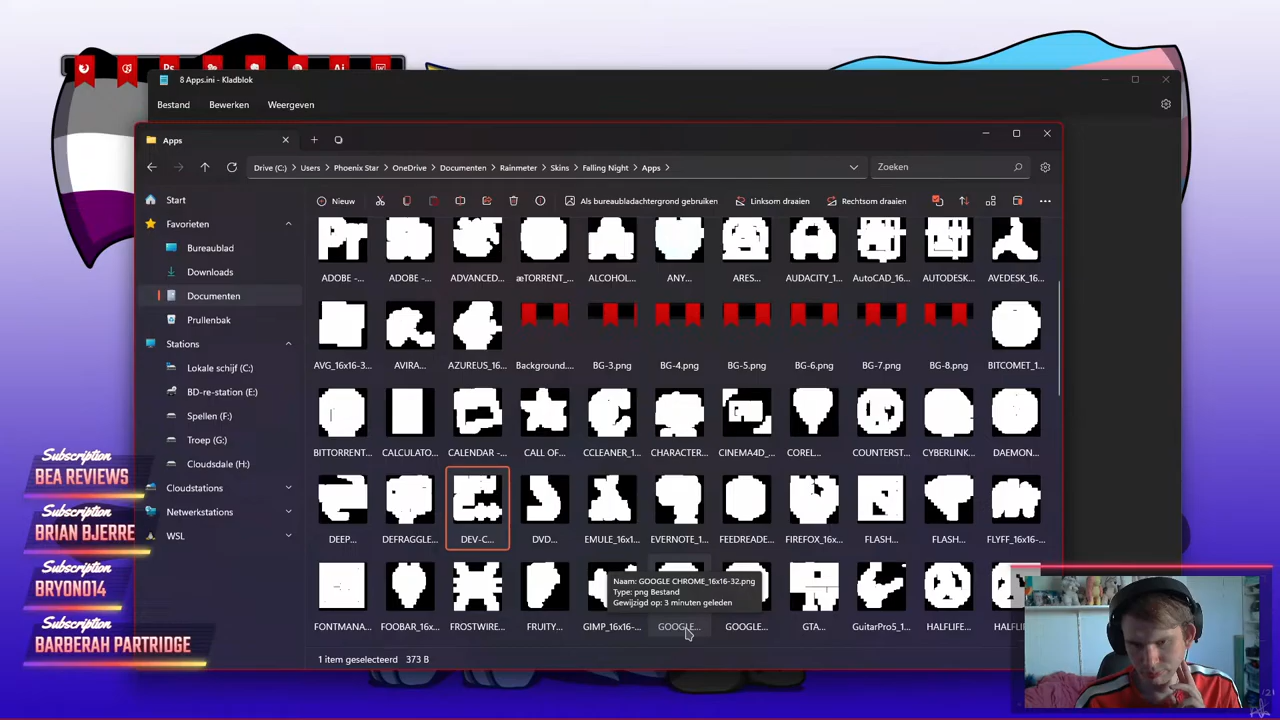 Ps
Ai
W
8 Apps.ini - Kladblok
Bestand Bewerken Weergeven
Apps
Drive (C:) Users Phoenix Star OneDrive Documenten Rainmeter Skins Falling Night Apps
Zoeken
Nieuw Als bureaubladachtergrond gebruiken Linksom draaien Rechtsom draaien
Start
Favorieten
Bureaublad
Downloads
Documenten
Prullenbak
Stations
Lokale schijf (C:)
BD-re-station (E:)
Spellen (F:)
Troep (G:)
Cloudsdale (H:)
Cloudstations
Netwerkstations
WSL
Pr
ADOBE -... ADOBE -... ADVANCED... æTORRENT_... ALCOHOL... ANY... ARES... AUDACITY_1... AutoCAD_16... AUTODESK... AVEDESK_16...
AVG_16x16-3... AVIRA... AZUREUS_16... Background.... BG-3.png BG-4.png BG-5.png BG-6.png BG-7.png BG-8.png BITCOMET_1...
BITTORRENT... CALCULATO... CALENDAR -... CALL OF... CCLEANER_1... CHARACTER... CINEMA4D_... COREL... COUNTERST... CYBERLINK... DAEMON...
DEEP... DEFRAGGLE... DEV-C... DVD... EMULE_16x1... EVERNOTE_1... FEEDREADE... FIREFOX_16x... FLASH... FLASH... FLYFF_16x16-...
Naam: GOOGLE CHROME_16x16-32.png
Type: png Bestand
Gewijzigd op: 3 minuten geleden
FONTMANA... FOOBAR_16x... FROSTWIRE... FRUITY... GIMP_16x16-... GOOGLE... GOOGLE... GTA... GuitarPro5_1... HALFLIFE... HALFLIFE
1 item geselecteerd 373 B
Subscription
BEA REVIEWS
Subscription
BRIAN BJERRE
Subscription
BRYON014
Subscription
BARBERAH PARTRIDGE